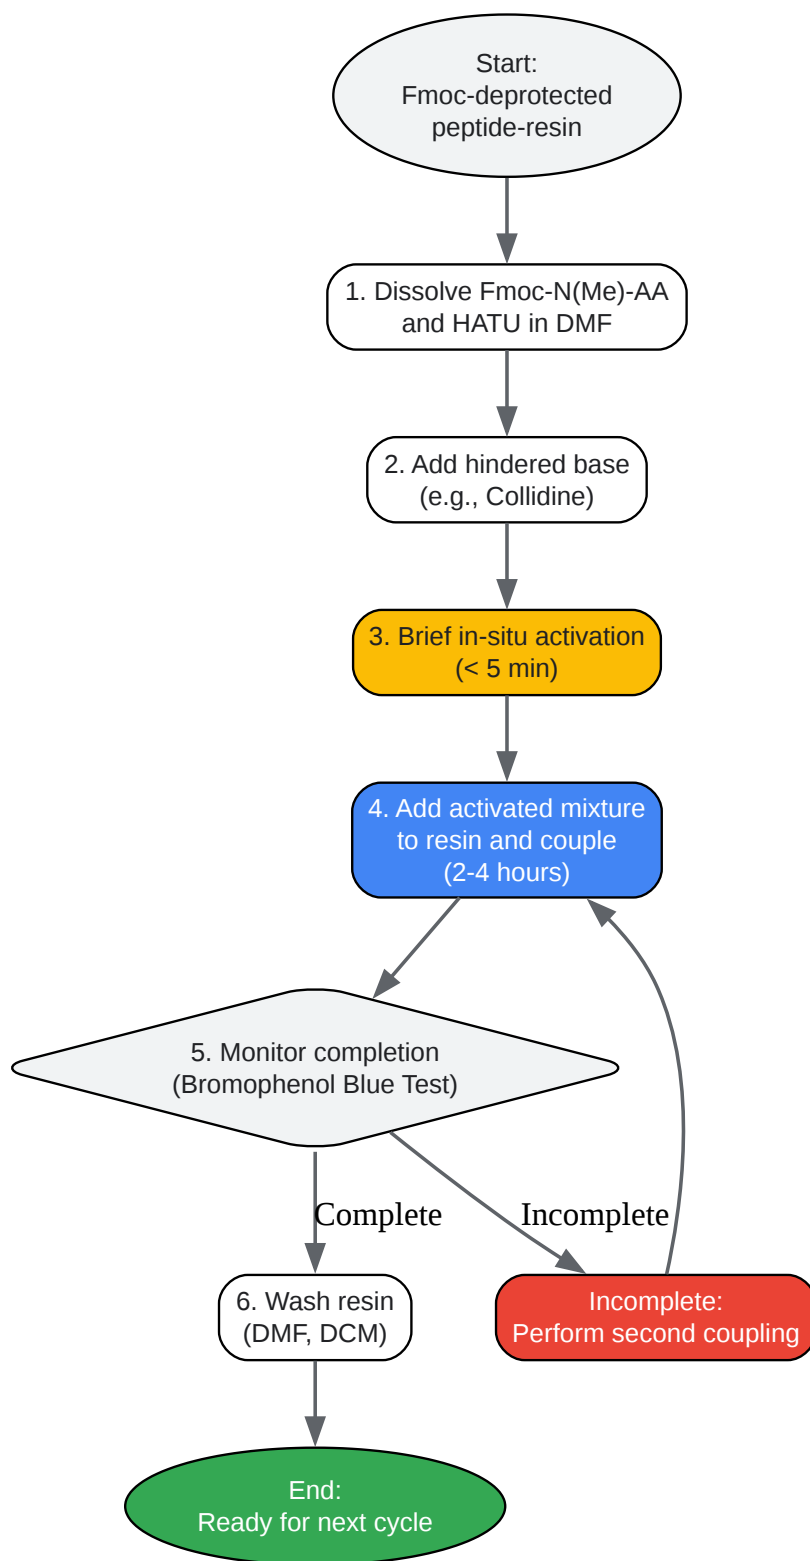 Start:
Fmoc-deprotected
peptide-resin
1. Dissolve Fmoc-N(Me)-AA
and HATU in DMF
2. Add hindered base
(e.g., Collidine)
3. Brief in-situ activation
(< 5 min)
4. Add activated mixture
to resin and couple
(2-4 hours)
5. Monitor completion
(Bromophenol Blue Test)
Complete
Incomplete
6. Wash resin
(DMF, DCM)
Incomplete:
Perform second coupling
End:
Ready for next cycle